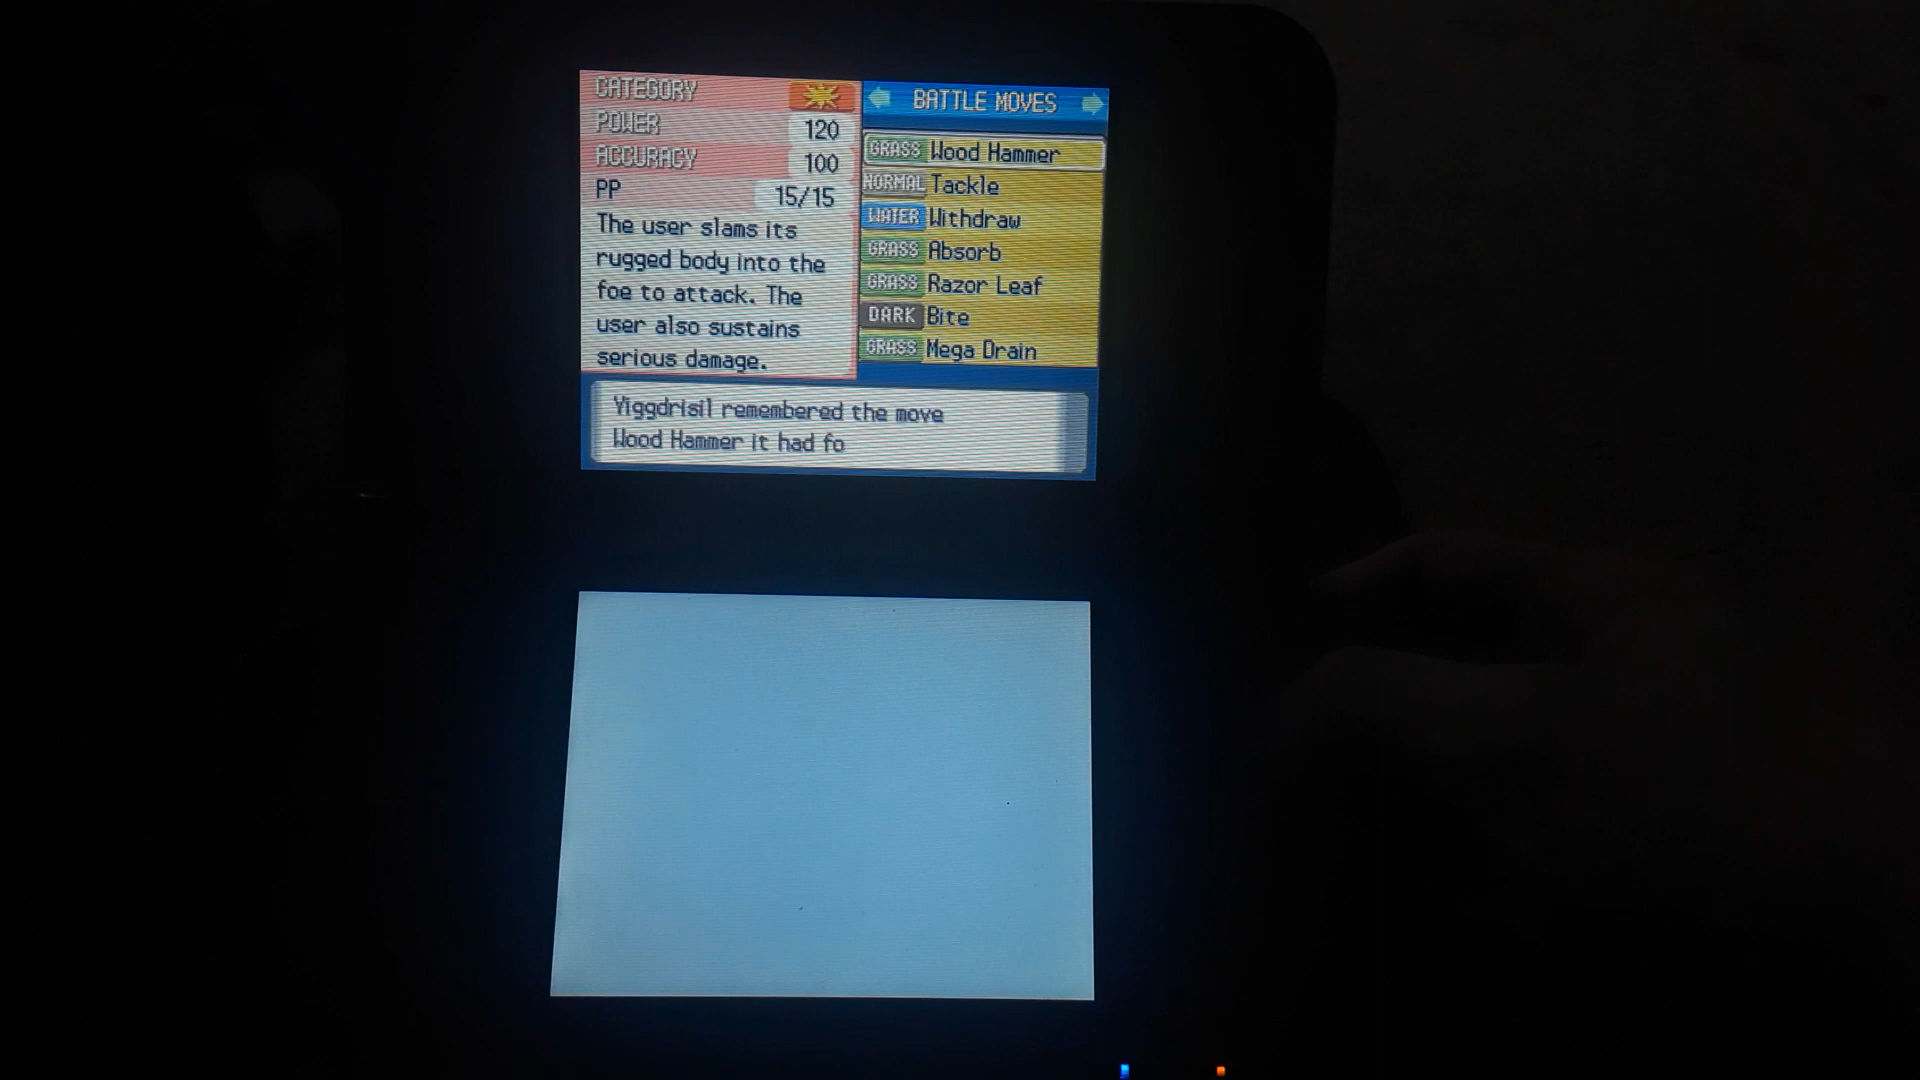 CATEGORY
POWER 120
ACCURACY 100
PP 15/15
The user slams its
rugged body into the
foe to attack. The
user also sustains
serious damage.
BATTLE MOVES
GRASS Wood Hammer
NORMAL Tackle
WATER Withdraw
GRASS Absorb
GRASS Razor Leaf
DARK Bite
GRASS Mega Drain
Yiggdrisil remembered the move
Wood Hammer it had fo